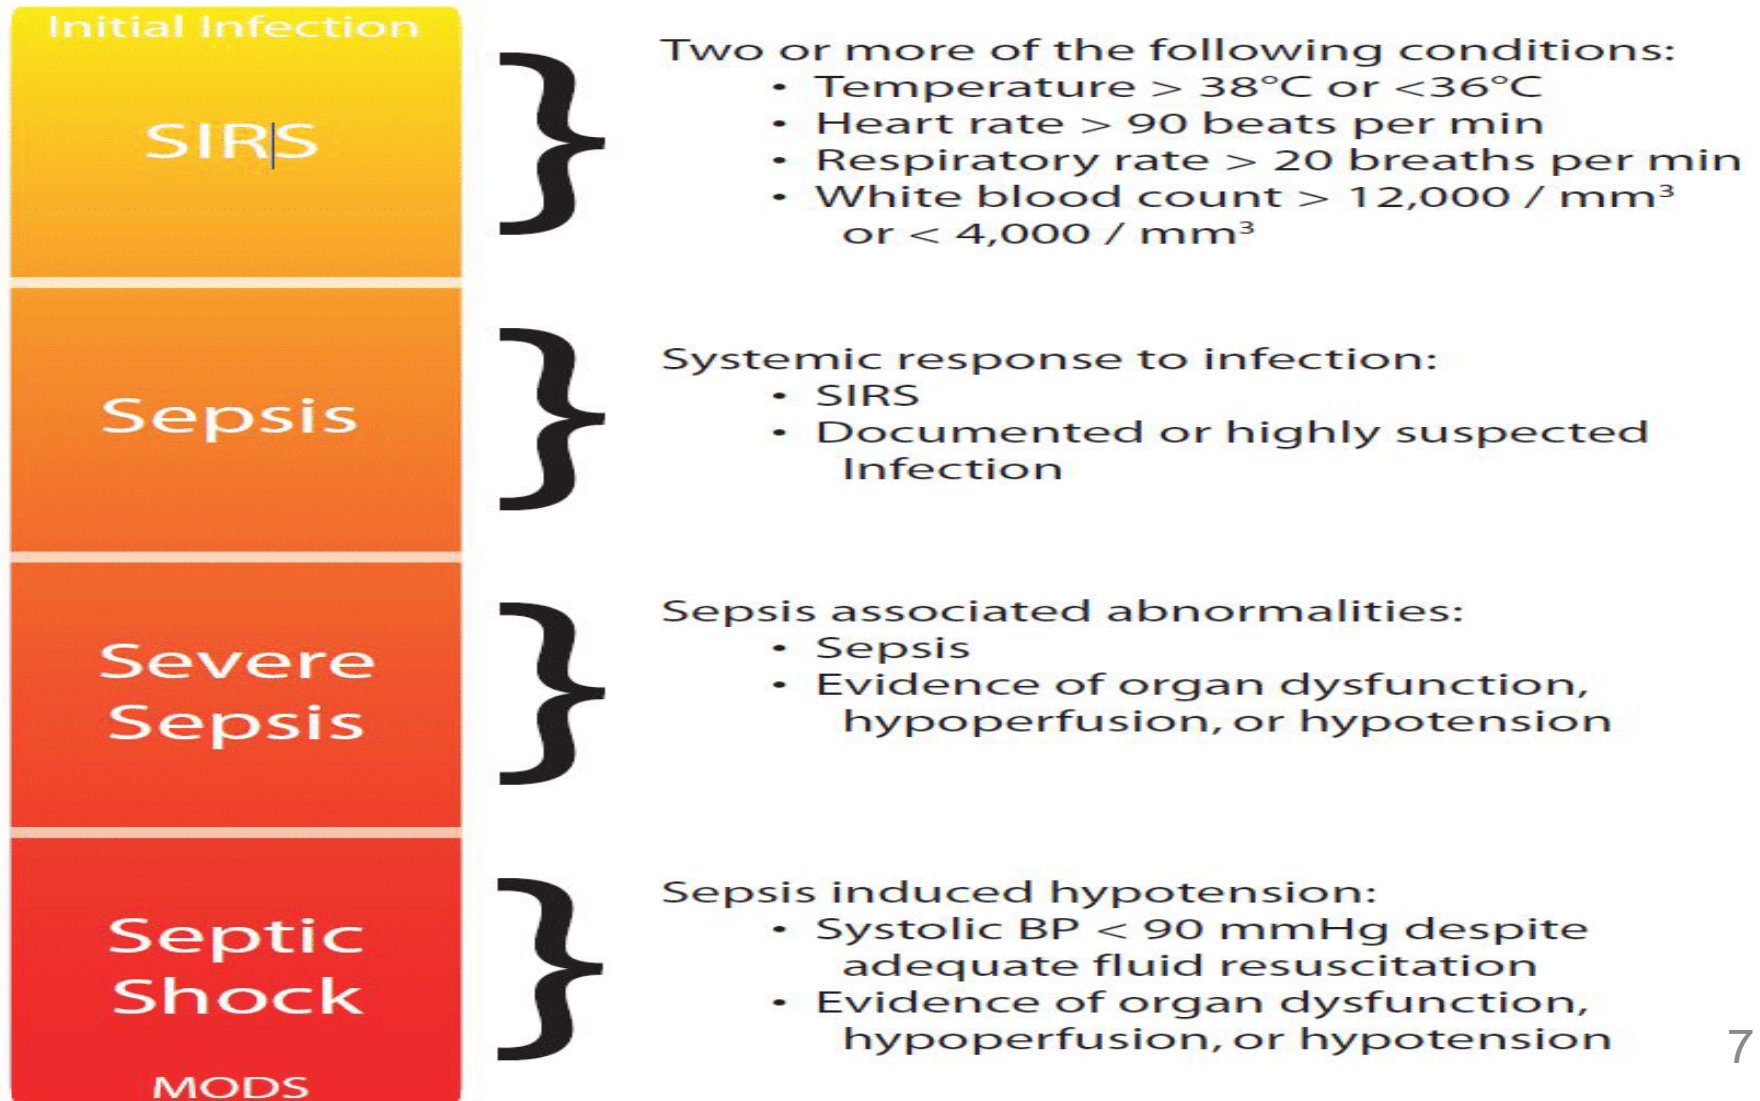 Initial Infection
SIRS
Two or more of the following conditions:
• Temperature > 38°C or <36°C
• Heart rate > 90 beats per min
• Respiratory rate > 20 breaths per min
• White blood count > 12,000 / mm³
or < 4,000 / mm³
Sepsis
Systemic response to infection:
• SIRS
• Documented or highly suspected
Infection
Severe
Sepsis
Sepsis associated abnormalities:
• Sepsis
• Evidence of organ dysfunction,
hypoperfusion, or hypotension
Septic
Shock
MODS
Sepsis induced hypotension:
• Systolic BP < 90 mmHg despite
adequate fluid resuscitation
• Evidence of organ dysfunction,
hypoperfusion, or hypotension
7